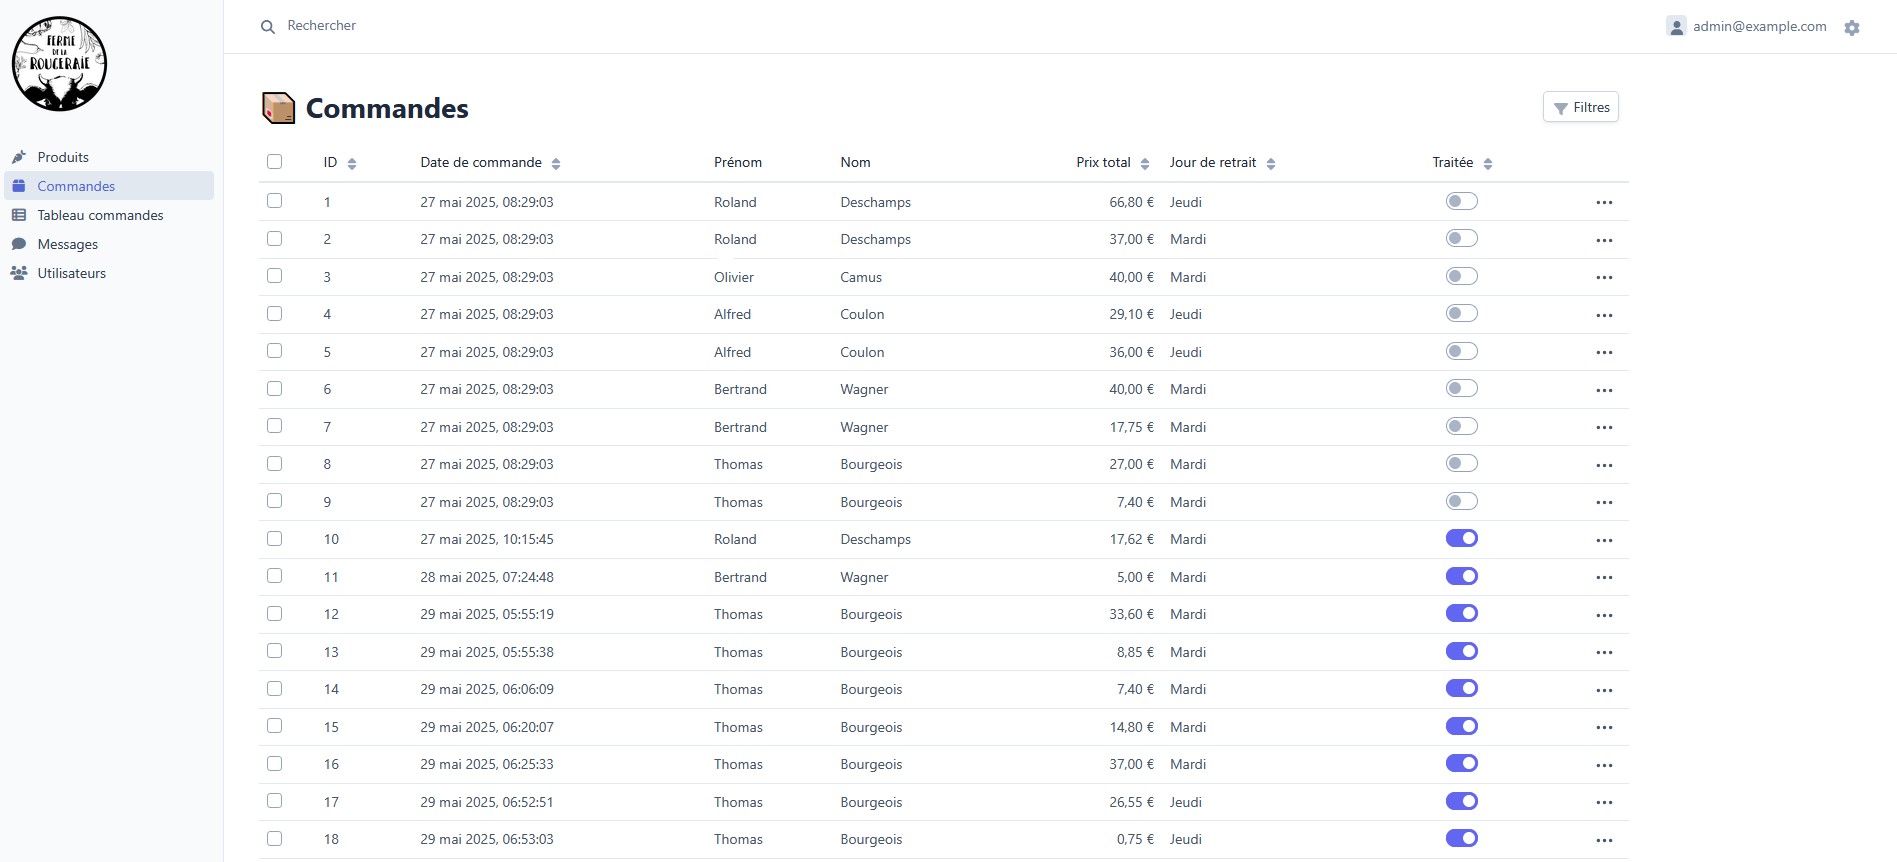 FERME
DE LA
ROUGERAIE
Rechercher
admin@example.com
Produits
Commandes
Tableau commandes
Messages
Utilisateurs
Commandes
Filtres
ID Date de commande Prénom Nom Prix total Jour de retrait Traitée
1 27 mai 2025, 08:29:03 Roland Deschamps 66,80 € Jeudi
2 27 mai 2025, 08:29:03 Roland Deschamps 37,00 € Mardi
3 27 mai 2025, 08:29:03 Olivier Camus 40,00 € Mardi
4 27 mai 2025, 08:29:03 Alfred Coulon 29,10 € Jeudi
5 27 mai 2025, 08:29:03 Alfred Coulon 36,00 € Jeudi
6 27 mai 2025, 08:29:03 Bertrand Wagner 40,00 € Mardi
7 27 mai 2025, 08:29:03 Bertrand Wagner 17,75 € Mardi
8 27 mai 2025, 08:29:03 Thomas Bourgeois 27,00 € Mardi
9 27 mai 2025, 08:29:03 Thomas Bourgeois 7,40 € Mardi
10 27 mai 2025, 10:15:45 Roland Deschamps 17,62 € Mardi
11 28 mai 2025, 07:24:48 Bertrand Wagner 5,00 € Mardi
12 29 mai 2025, 05:55:19 Thomas Bourgeois 33,60 € Mardi
13 29 mai 2025, 05:55:38 Thomas Bourgeois 8,85 € Mardi
14 29 mai 2025, 06:06:09 Thomas Bourgeois 7,40 € Mardi
15 29 mai 2025, 06:20:07 Thomas Bourgeois 14,80 € Mardi
16 29 mai 2025, 06:25:33 Thomas Bourgeois 37,00 € Mardi
17 29 mai 2025, 06:52:51 Thomas Bourgeois 26,55 € Jeudi
18 29 mai 2025, 06:53:03 Thomas Bourgeois 0,75 € Jeudi